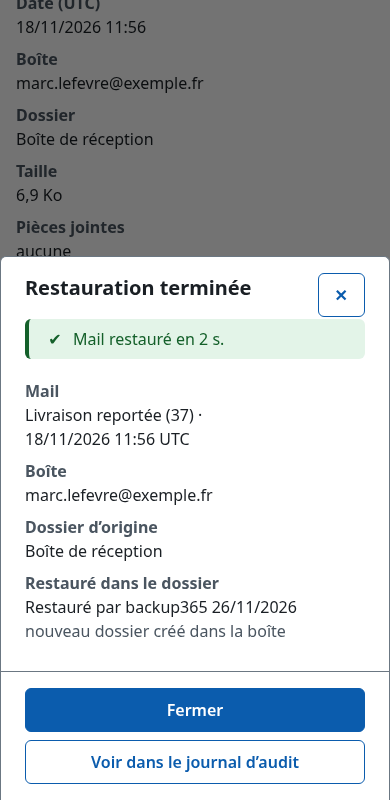 Date (UTC)
18/11/2026 11:56
Boîte
marc.lefevre@exemple.fr
Dossier
Boîte de réception
Taille
6,9 Ko
Pièces jointes
aucune
Restauration terminée
×
✔ Mail restauré en 2 s.
Mail
Livraison reportée (37) ·
18/11/2026 11:56 UTC
Boîte
marc.lefevre@exemple.fr
Dossier d’origine
Boîte de réception
Restauré dans le dossier
Restauré par backup365 26/11/2026
nouveau dossier créé dans la boîte
Fermer
Voir dans le journal d’audit